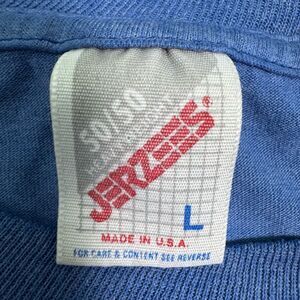 50/50
JERZEES®
L
MADE IN U.S.A.
FOR CARE & CONTENT SEE REVERSE